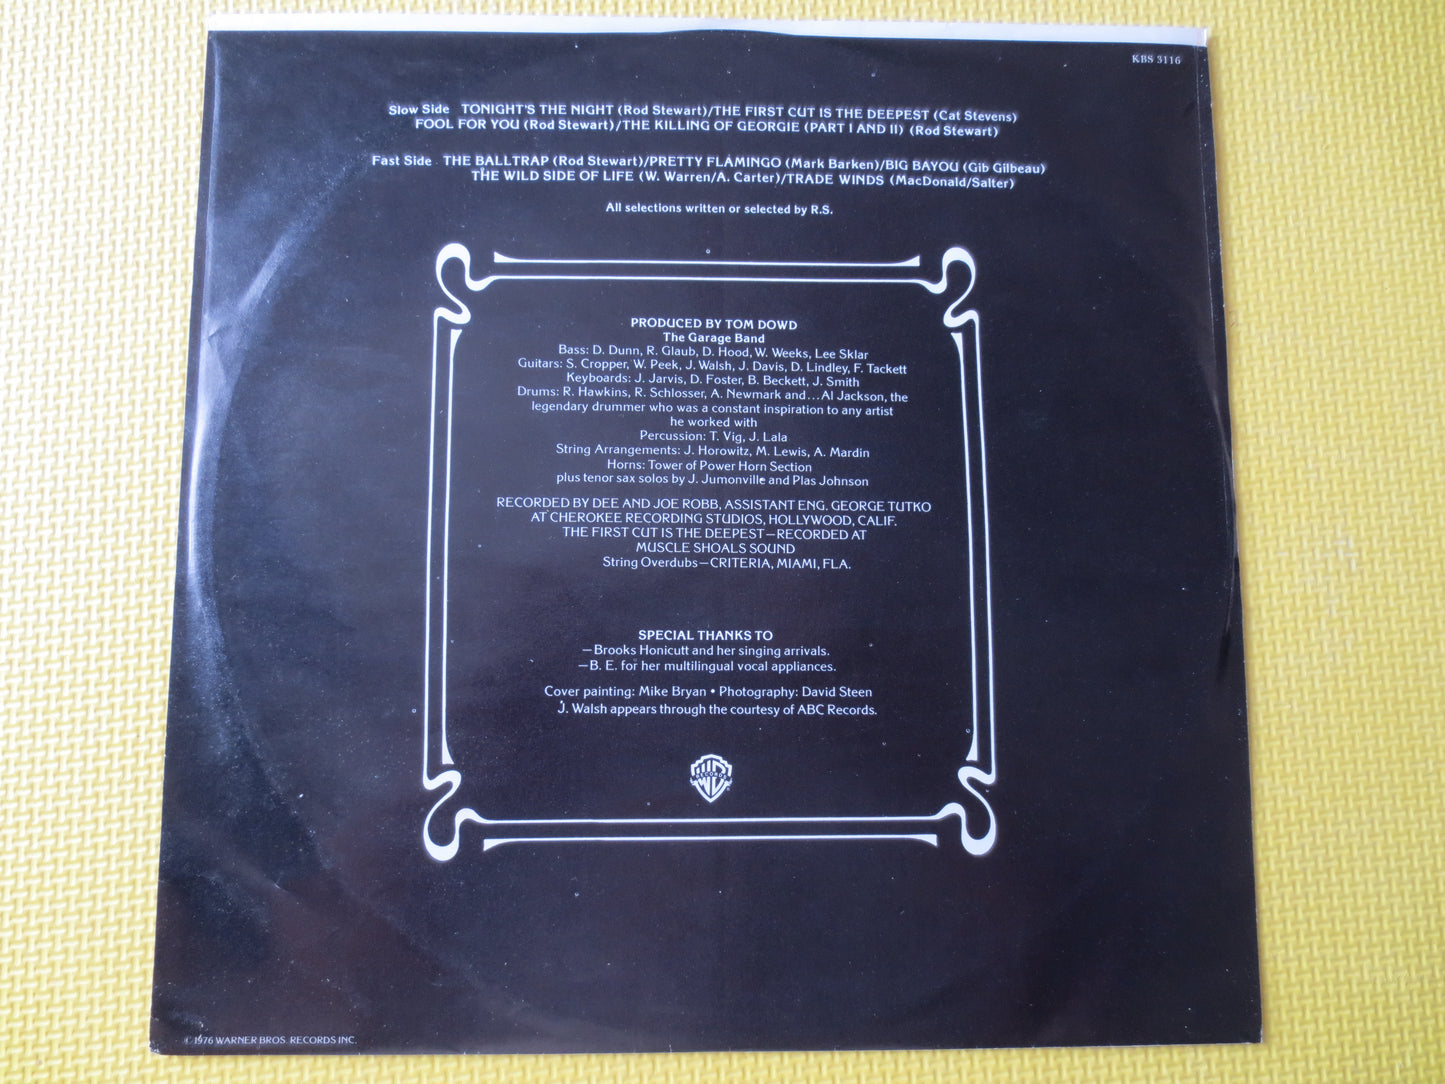 KBS 3116
Slow Side TONIGHT'S THE NIGHT (Rod Stewart)/THE FIRST CUT IS THE DEEPEST (Cat Stevens)
FOOL FOR YOU (Rod Stewart)/THE KILLING OF GEORGIE (PART I AND II) (Rod Stewart)
Fast Side THE BALLTRAP (Rod Stewart)/PRETTY FLAMINGO (Mark Barken)/BIG BAYOU (Gib Gilbeau)
THE WILD SIDE OF LIFE (W. Warren/A. Carter)/TRADE WINDS (MacDonald/Salter)
All selections written or selected by R.S.
PRODUCED BY TOM DOWD
The Garage Band
Bass: D. Dunn, R. Glaub, D. Hood, W. Weeks, Lee Sklar
Guitars: S. Cropper, W. Peek, J. Walsh, J. Davis, D. Lindley, F. Tackett
Keyboards: J. Jarvis, D. Foster, B. Beckett, J. Smith
Drums: R. Hawkins, R. Schlosser, A. Newmark and...Al Jackson, the
legendary drummer who was a constant inspiration to any artist
he worked with
Percussion: T. Vig, J. Lala
String Arrangements: J. Horowitz, M. Lewis, A. Mardin
Horns: Tower of Power Horn Section
plus tenor sax solos by J. Jumonville and Plas Johnson
RECORDED BY DEE AND JOE ROBB, ASSISTANT ENG. GEORGE TUTKO
AT CHEROKEE RECORDING STUDIOS, HOLLYWOOD, CALIF.
THE FIRST CUT IS THE DEEPEST—RECORDED AT
MUSCLE SHOALS SOUND
String Overdubs—CRITERIA, MIAMI, FLA.
SPECIAL THANKS TO
—Brooks Honicutt and her singing arrivals.
—B. E. for her multilingual vocal appliances.
Cover painting: Mike Bryan • Photography: David Steen
J. Walsh appears through the courtesy of ABC Records.
WB RECORDS
© 1976 WARNER BROS. RECORDS INC.